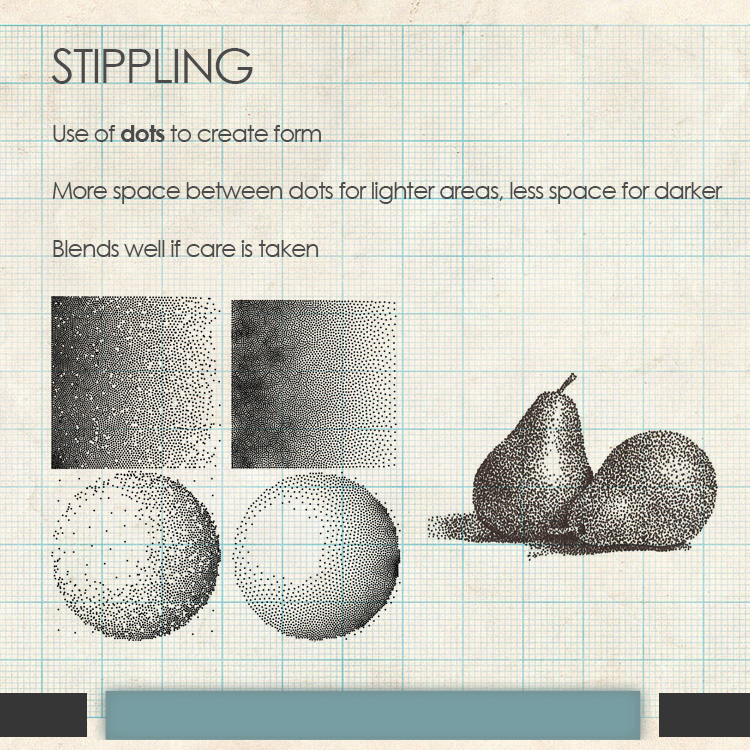 STIPPLING
Use of dots to create form
More space between dots for lighter areas, less space for darker
Blends well if care is taken